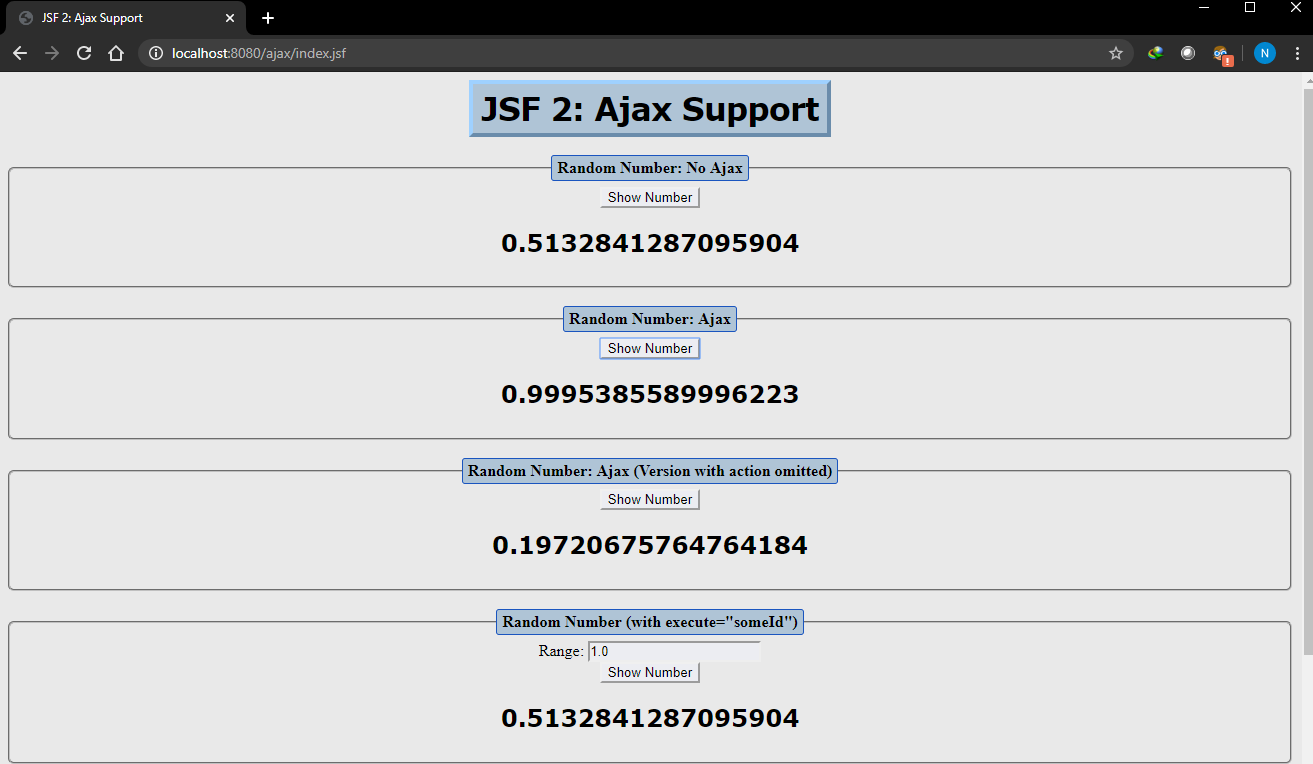 JSF 2: Ajax Support
localhost:8080/ajax/index.jsf
N
JSF 2: Ajax Support
Random Number: No Ajax
Show Number
0.5132841287095904
Random Number: Ajax
Show Number
0.9995385589996223
Random Number: Ajax (Version with action omitted)
Show Number
0.19720675764764184
Random Number (with execute="someId")
Range: 1.0
Show Number
0.5132841287095904